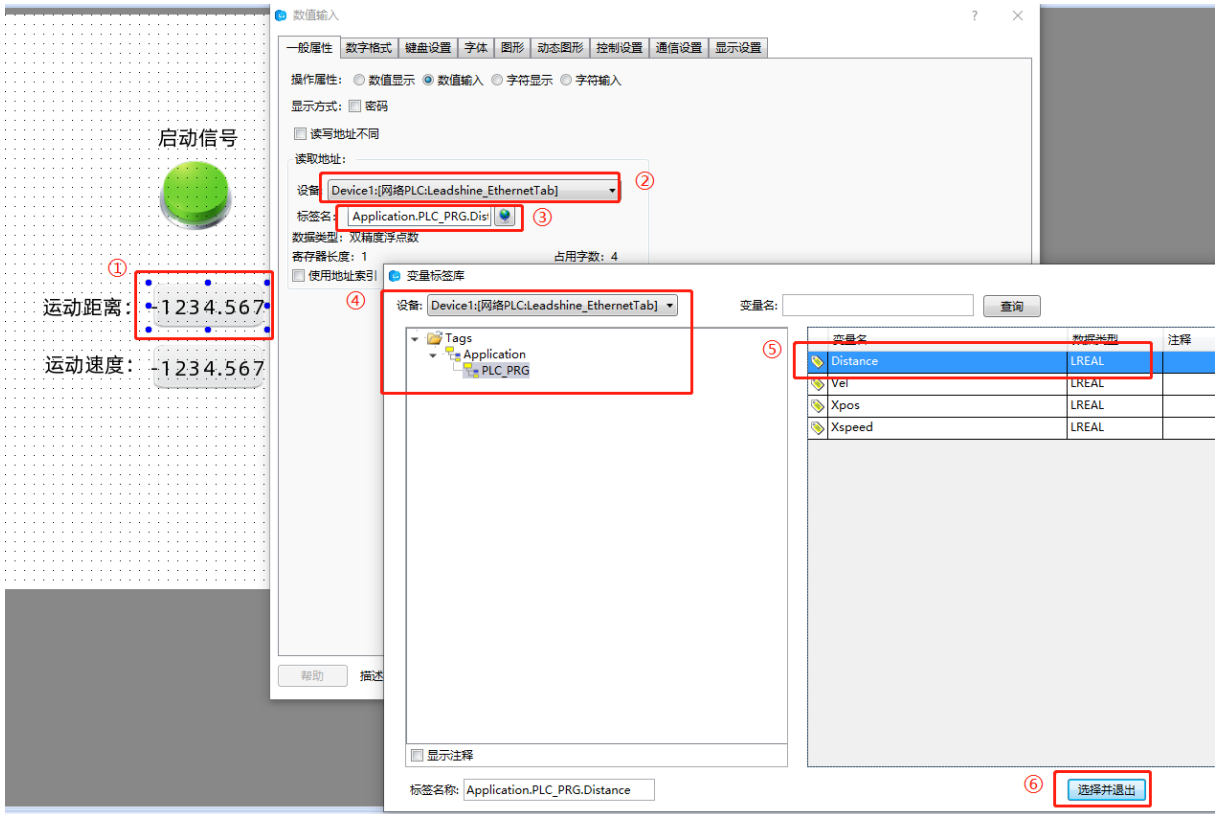 数值输入
?
一般属性 数字格式 键盘设置 字体 图形 动态图形 控制设置 通信设置 显示设置
操作属性: 数值显示 数值输入 字符显示 字符输入
显示方式: 密码
读写地址不同
读取地址:
设备: Device1:[网络PLC:Leadshine_EthernetTab] ②
标签名: Application.PLC_PRG.Dist ③
数据类型: 双精度浮点数
寄存器长度: 1 占用字数: 4
使用地址索引
启动信号
①
运动距离: -1234.567
运动速度: -1234.567
变量标签库
④
设备: Device1:[网络PLC:Leadshine_EthernetTab] 变量名: 查询
Tags
Application
PLC_PRG
⑤
变量名 数据类型 注释
Distance LREAL
Vel LREAL
Xpos LREAL
Xspeed LREAL
帮助 描述
显示注释
标签名称: Application.PLC_PRG.Distance
⑥ 选择并退出